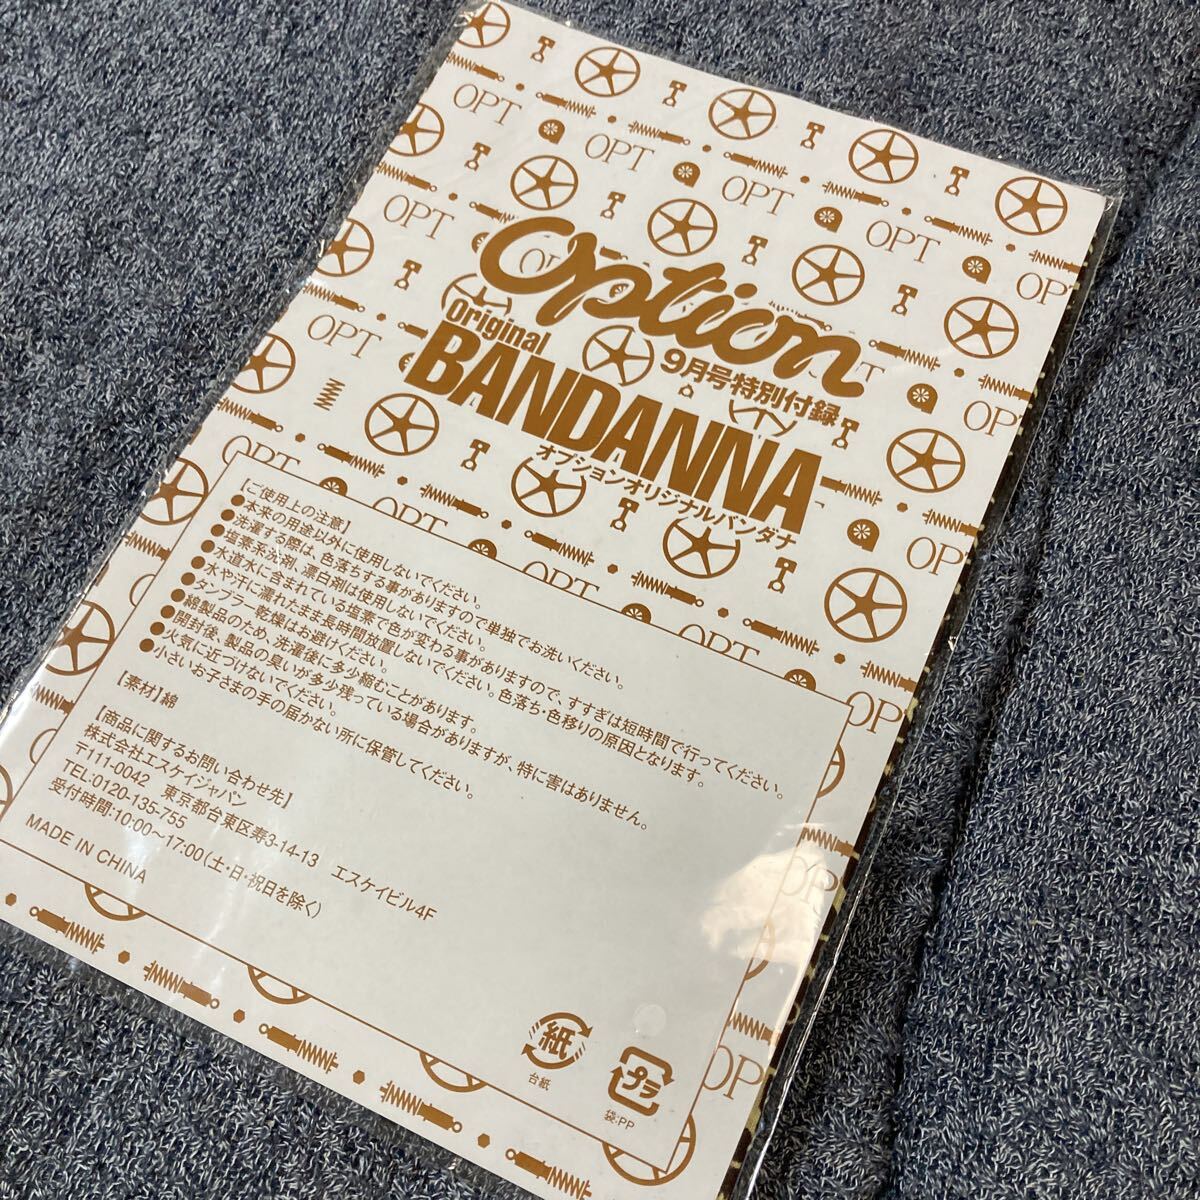 Option
9月号特別付録
Original
BANDANNA
オプションオリジナルバンダナ
【ご使用上の注意】
●本来の用途以外に使用しないでください。
●洗濯する際は、色落ちする事がありますので単独でお洗いください。
●塩素系溶剤、漂白剤は使用しないでください。
●水道水に含まれている塩素で色が変わる事がありますので、すすぎは短時間で行ってください。
●水や汗に濡れたまま長時間放置しないでください。色落ち・色移りの原因となります。
●タンブラー乾燥はお避けください。
●綿製品のため、洗濯後に多少縮むことがあります。
●開封後、製品の臭いが多少残っている場合がありますが、特に害はありません。
●火気に近づけないでください。
●小さいお子さまの手の届かない所に保管してください。
【素材】綿
【商品に関するお問い合わせ先】
株式会社エスケイジャパン
〒111-0042 東京都台東区寿3-14-13 エスケイビル4F
TEL:0120-135-755
受付時間:10:00～17:00(土・日・祝日を除く)
MADE IN CHINA
紙
台紙
プラ
袋:PP
OPT
OPT
OPT
OPT
OPT
OPT
OPT
OPT
OPT
OPT
OPT